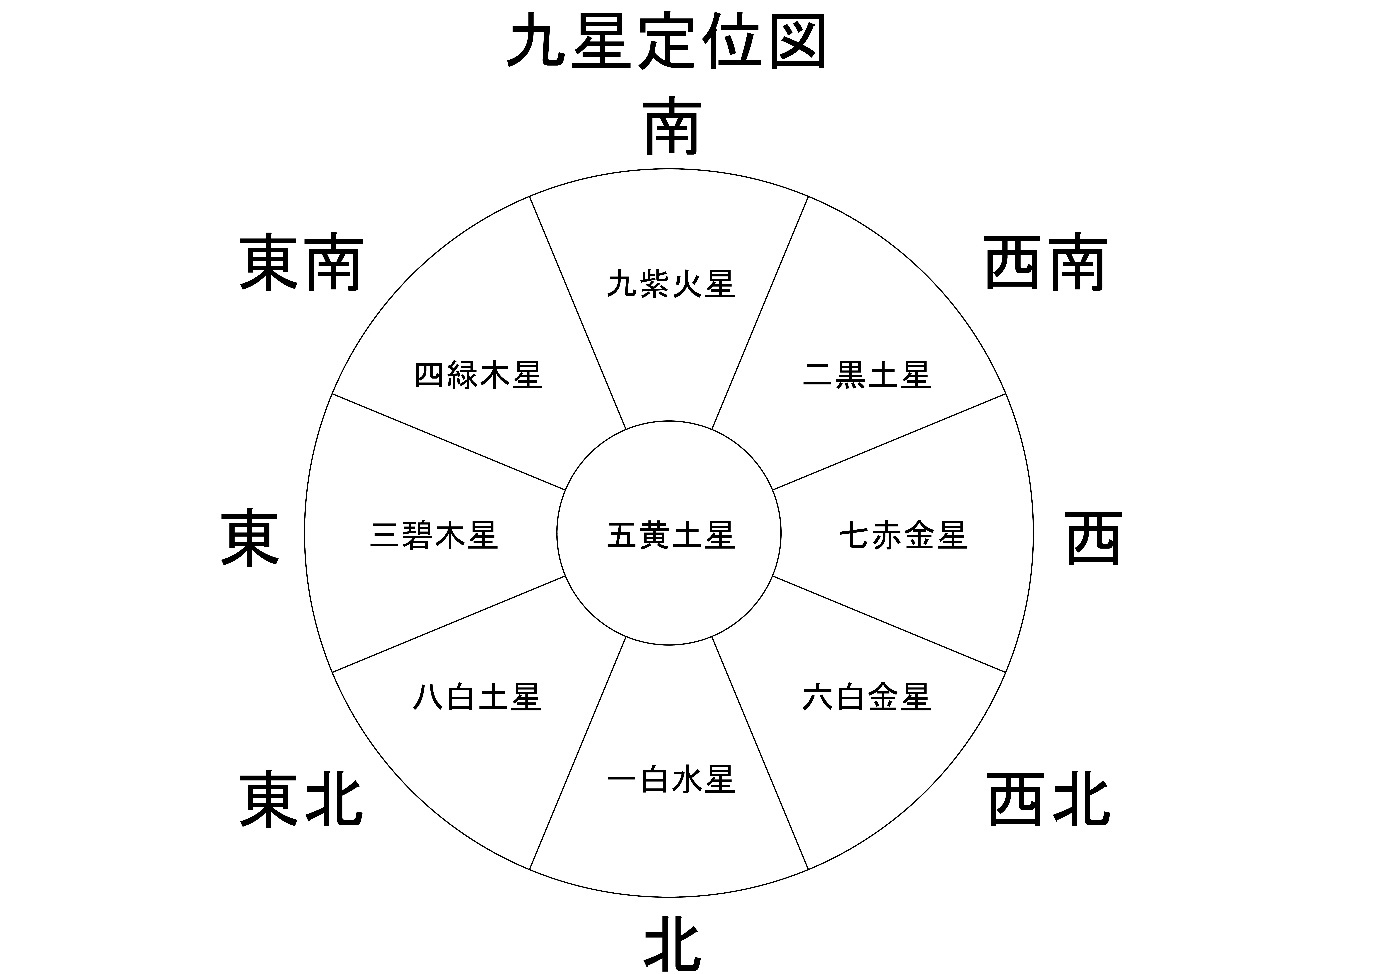 九星定位図
南
東南
西南
九紫火星
四緑木星
二黒土星
東
三碧木星
五黄土星
七赤金星
西
八白土星
六白金星
一白水星
東北
西北
北